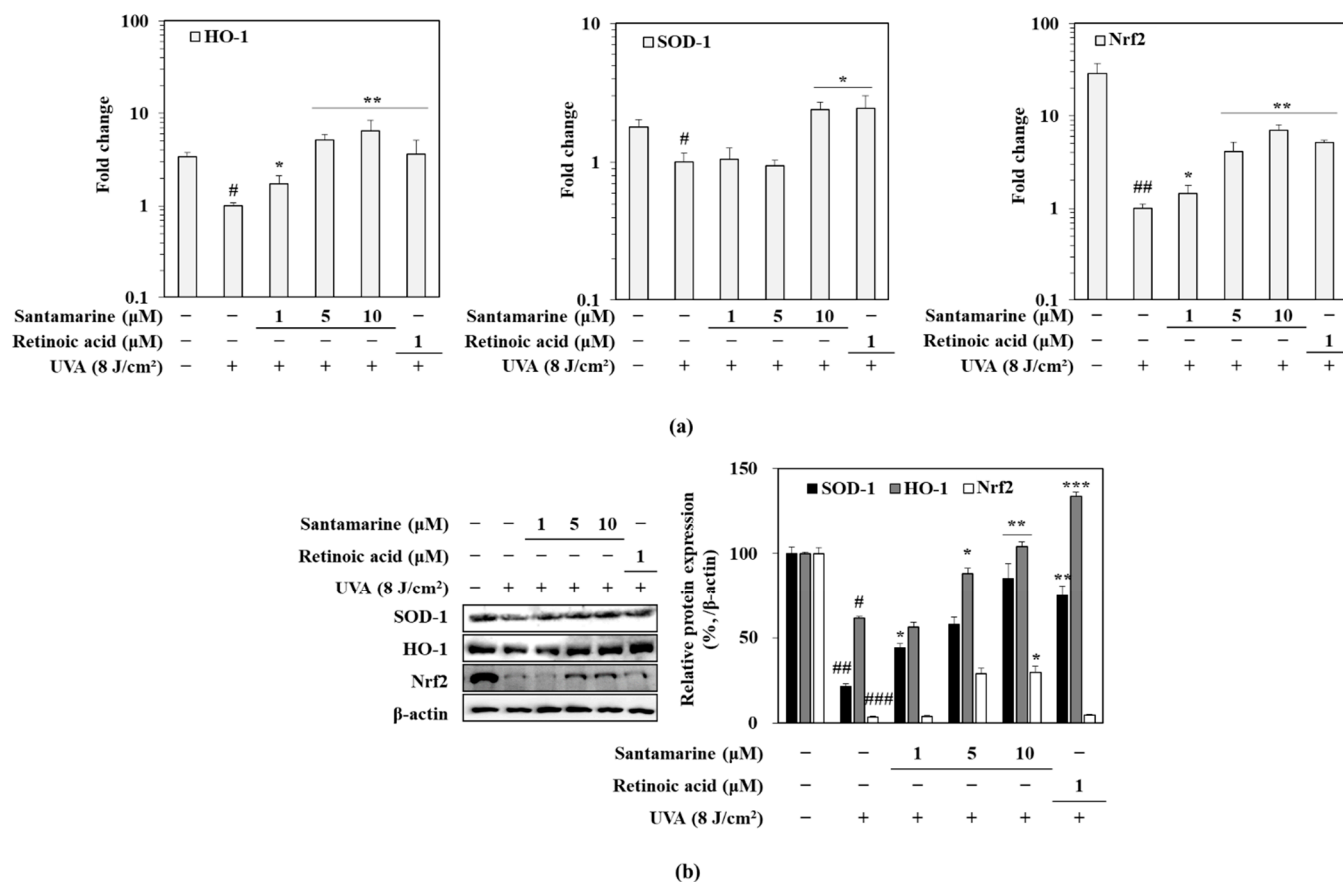 HO-1
100
10
1
0.1
Fold change
#
*
**
Santamarine (μM) – – 1 5 10 –
Retinoic acid (μM) – – – – – 1
UVA (8 J/cm²) – + + + + +
SOD-1
10
1
0.1
Fold change
#
*
Santamarine (μM) – – 1 5 10 –
Retinoic acid (μM) – – – – – 1
UVA (8 J/cm²) – + + + + +
Nrf2
100
10
1
0.1
Fold change
##
*
**
Santamarine (μM) – – 1 5 10 –
Retinoic acid (μM) – – – – – 1
UVA (8 J/cm²) – + + + + +
(a)
Santamarine (μM) – – 1 5 10 –
Retinoic acid (μM) – – – – – 1
UVA (8 J/cm²) – + + + + +
SOD-1
HO-1
Nrf2
β-actin
150
100
50
0
Relative protein expression
(%,/β-actin)
SOD-1 HO-1 Nrf2
##
#
###
*
*
**
*
**
***
Santamarine (μM) – – 1 5 10 –
Retinoic acid (μM) – – – – – 1
UVA (8 J/cm²) – + + + + +
(b)